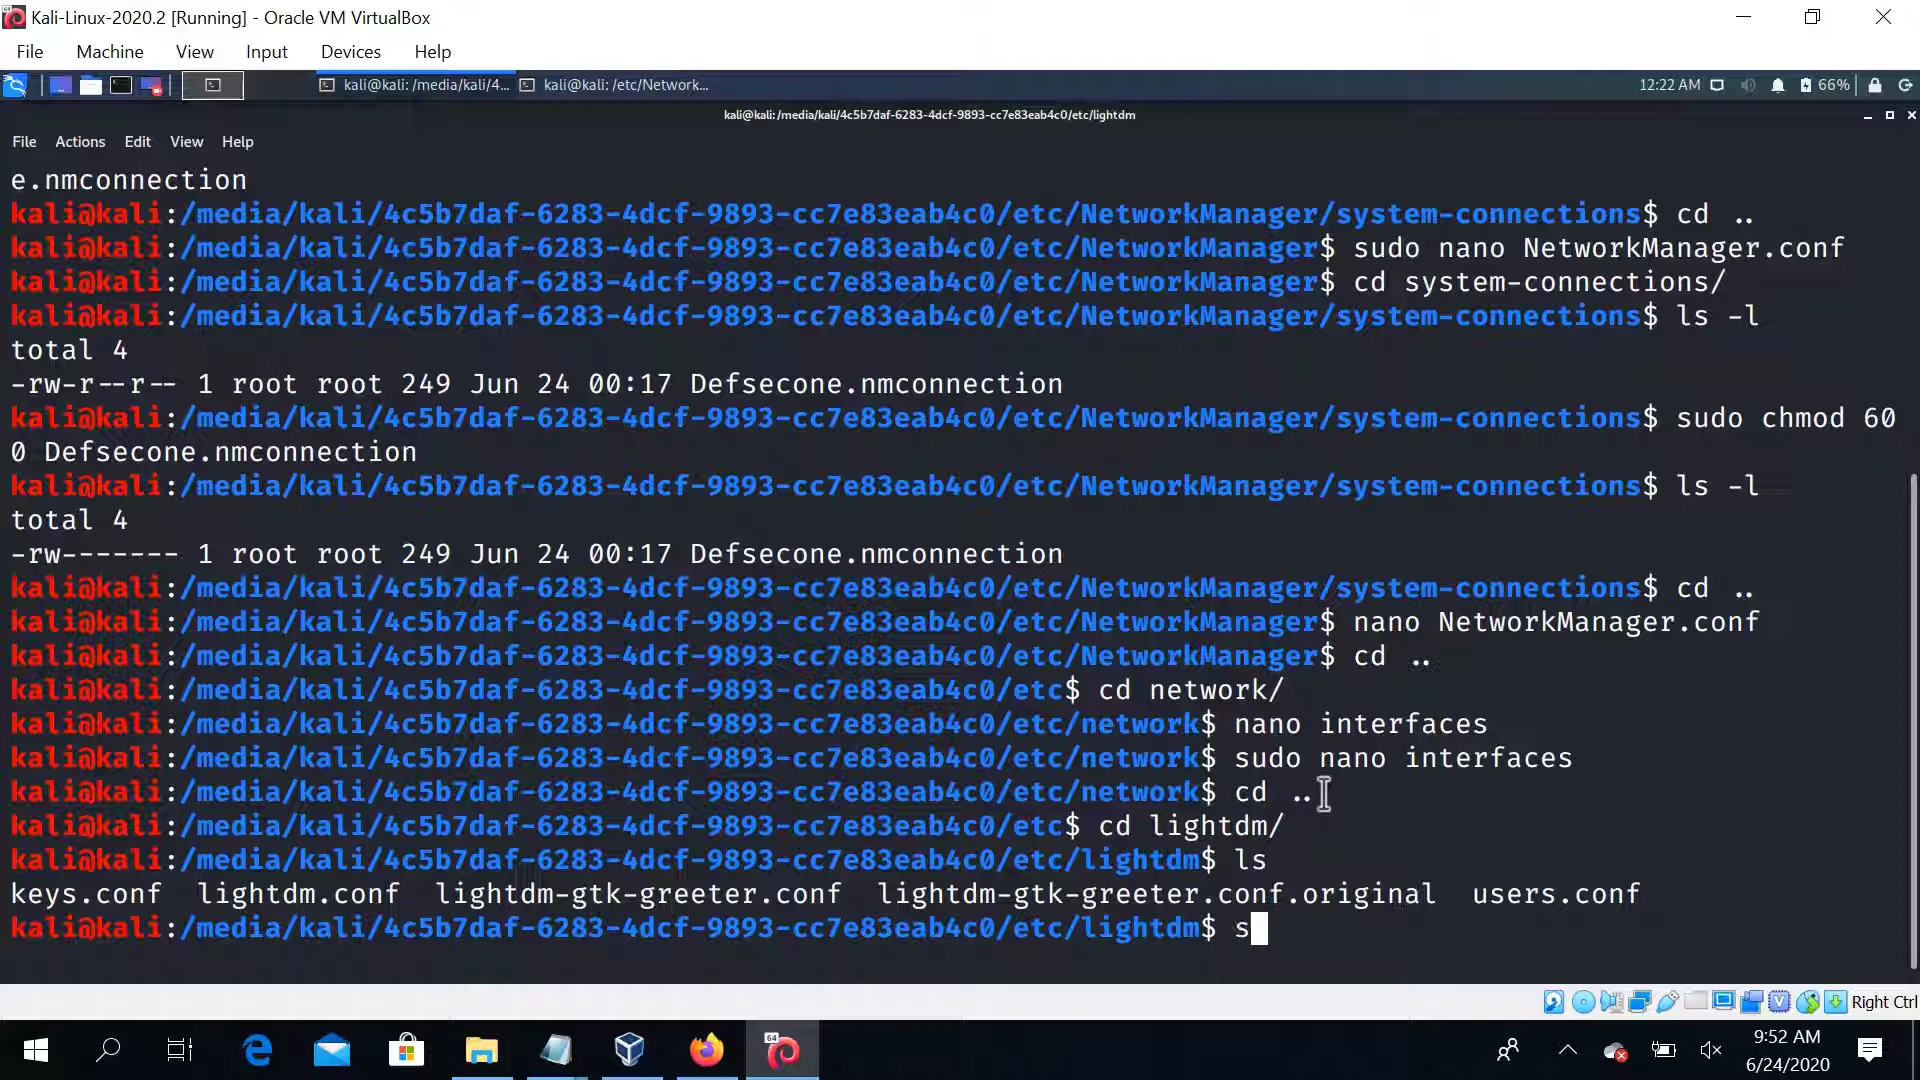 Kali-Linux-2020.2 [Running] - Oracle VM VirtualBox
File Machine View Input Devices Help
kali@kali: /media/kali/4... kali@kali: /etc/Network... 12:22 AM 66%
kali@kali: /media/kali/4c5b7daf-6283-4dcf-9893-cc7e83eab4c0/etc/lightdm
File Actions Edit View Help
e.nmconnection
kali@kali:/media/kali/4c5b7daf-6283-4dcf-9893-cc7e83eab4c0/etc/NetworkManager/system-connections$ cd ..
kali@kali:/media/kali/4c5b7daf-6283-4dcf-9893-cc7e83eab4c0/etc/NetworkManager$ sudo nano NetworkManager.conf
kali@kali:/media/kali/4c5b7daf-6283-4dcf-9893-cc7e83eab4c0/etc/NetworkManager$ cd system-connections/
kali@kali:/media/kali/4c5b7daf-6283-4dcf-9893-cc7e83eab4c0/etc/NetworkManager/system-connections$ ls -l
total 4
-rw-r--r-- 1 root root 249 Jun 24 00:17 Defsecone.nmconnection
kali@kali:/media/kali/4c5b7daf-6283-4dcf-9893-cc7e83eab4c0/etc/NetworkManager/system-connections$ sudo chmod 60
0 Defsecone.nmconnection
kali@kali:/media/kali/4c5b7daf-6283-4dcf-9893-cc7e83eab4c0/etc/NetworkManager/system-connections$ ls -l
total 4
-rw------- 1 root root 249 Jun 24 00:17 Defsecone.nmconnection
kali@kali:/media/kali/4c5b7daf-6283-4dcf-9893-cc7e83eab4c0/etc/NetworkManager/system-connections$ cd ..
kali@kali:/media/kali/4c5b7daf-6283-4dcf-9893-cc7e83eab4c0/etc/NetworkManager$ nano NetworkManager.conf
kali@kali:/media/kali/4c5b7daf-6283-4dcf-9893-cc7e83eab4c0/etc/NetworkManager$ cd ..
kali@kali:/media/kali/4c5b7daf-6283-4dcf-9893-cc7e83eab4c0/etc$ cd network/
kali@kali:/media/kali/4c5b7daf-6283-4dcf-9893-cc7e83eab4c0/etc/network$ nano interfaces
kali@kali:/media/kali/4c5b7daf-6283-4dcf-9893-cc7e83eab4c0/etc/network$ sudo nano interfaces
kali@kali:/media/kali/4c5b7daf-6283-4dcf-9893-cc7e83eab4c0/etc/network$ cd ..
kali@kali:/media/kali/4c5b7daf-6283-4dcf-9893-cc7e83eab4c0/etc$ cd lightdm/
kali@kali:/media/kali/4c5b7daf-6283-4dcf-9893-cc7e83eab4c0/etc/lightdm$ ls
keys.conf lightdm.conf lightdm-gtk-greeter.conf lightdm-gtk-greeter.conf.original users.conf
kali@kali:/media/kali/4c5b7daf-6283-4dcf-9893-cc7e83eab4c0/etc/lightdm$ s
Right Ctrl
9:52 AM
6/24/2020